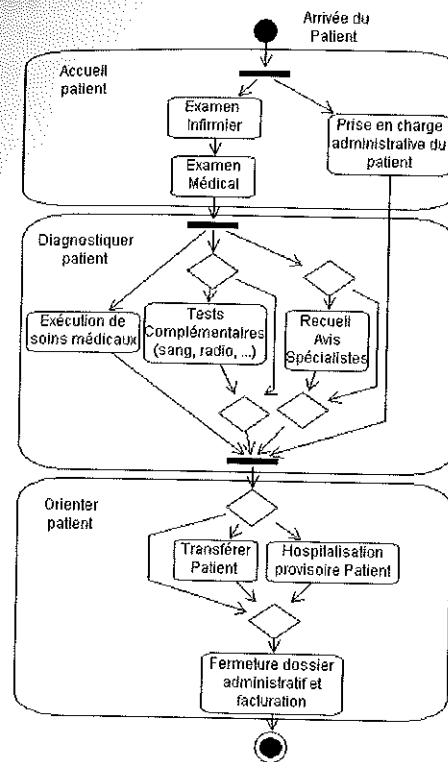 Arrivée du
Patient
Accueil
patient
Examen
Infirmier
Prise en charge
administrative du
patient
Examen
Médical
Diagnostiquer
patient
Exécution de
soins médicaux
Tests
Complémentaires
(sang, radio, ...)
Recueil
Avis
Spécialistes
Orienter
patient
Transférer
Patient
Hospitalisation
provisoire Patient
Fermeture dossier
administratif et
facturation